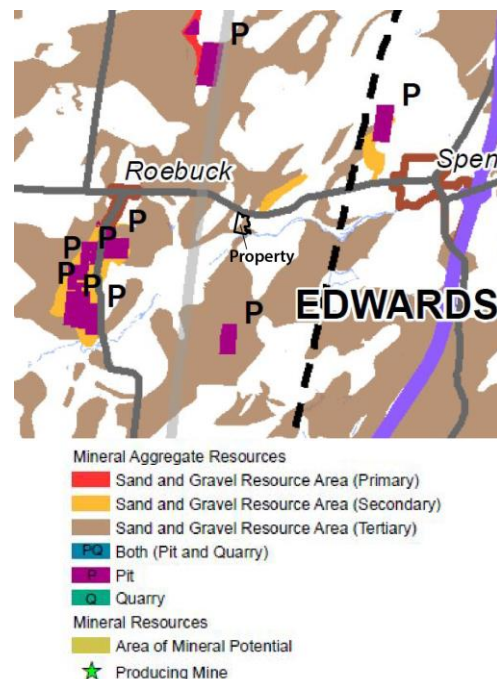 P
P
Roebuck
Spen
P
P
P
Property
P
P
P
P
EDWARDS
Mineral Aggregate Resources
Sand and Gravel Resource Area (Primary)
Sand and Gravel Resource Area (Secondary)
Sand and Gravel Resource Area (Tertiary)
PQ Both (Pit and Quarry)
P Pit
Q Quarry
Mineral Resources
Area of Mineral Potential
Producing Mine